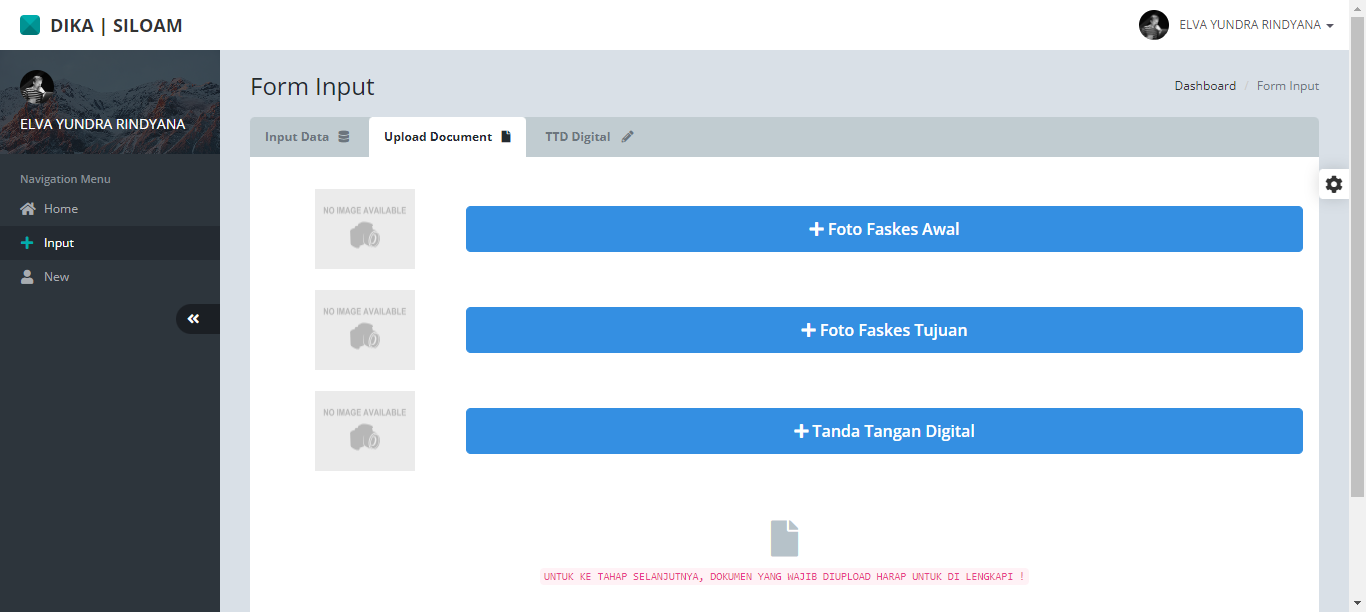 DIKA | SILOAM
ELVA YUNDRA RINDYANA
ELVA YUNDRA RINDYANA
Navigation Menu
Home
Input
New
Form Input
Dashboard / Form Input
Input Data
Upload Document
TTD Digital
NO IMAGE AVAILABLE
Foto Faskes Awal
NO IMAGE AVAILABLE
Foto Faskes Tujuan
NO IMAGE AVAILABLE
Tanda Tangan Digital
UNTUK KE TAHAP SELANJUTNYA, DOKUMEN YANG WAJIB DIUPLOAD HARAP UNTUK DI LENGKAPI !